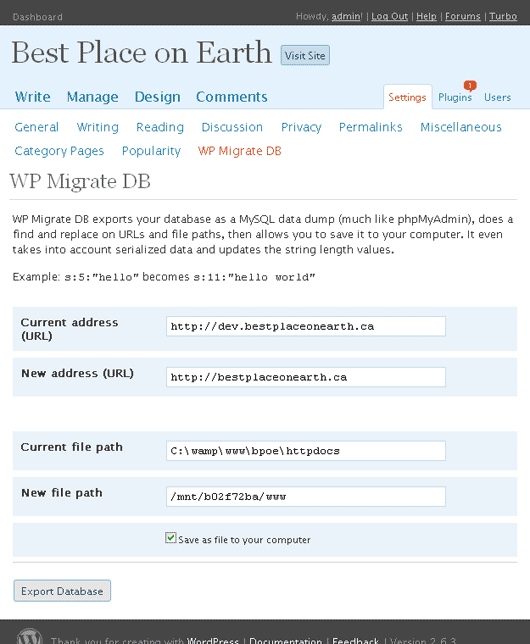 Dashboard
Howdy, admin! | Log Out | Help | Forums | Turbo
Best Place on Earth Visit Site
1
Write Manage Design Comments Settings Plugins Users
General Writing Reading Discussion Privacy Permalinks Miscellaneous
Category Pages Popularity WP Migrate DB
WP Migrate DB
WP Migrate DB exports your database as a MySQL data dump (much like phpMyAdmin), does a
find and replace on URLs and file paths, then allows you to save it to your computer. It even
takes into account serialized data and updates the string length values.
Example: s:5:"hello" becomes s:11:"hello world"
Current address
(URL)
http://dev.bestplaceonearth.ca
New address (URL) http://bestplaceonearth.ca
Current file path C:\wamp\www\bpoe\httpdocs
New file path /mnt/b02f72ba/www
Save as file to your computer
Export Database
Thank you for creating with WordPress | Documentation | Feedback | Version 2.6.3